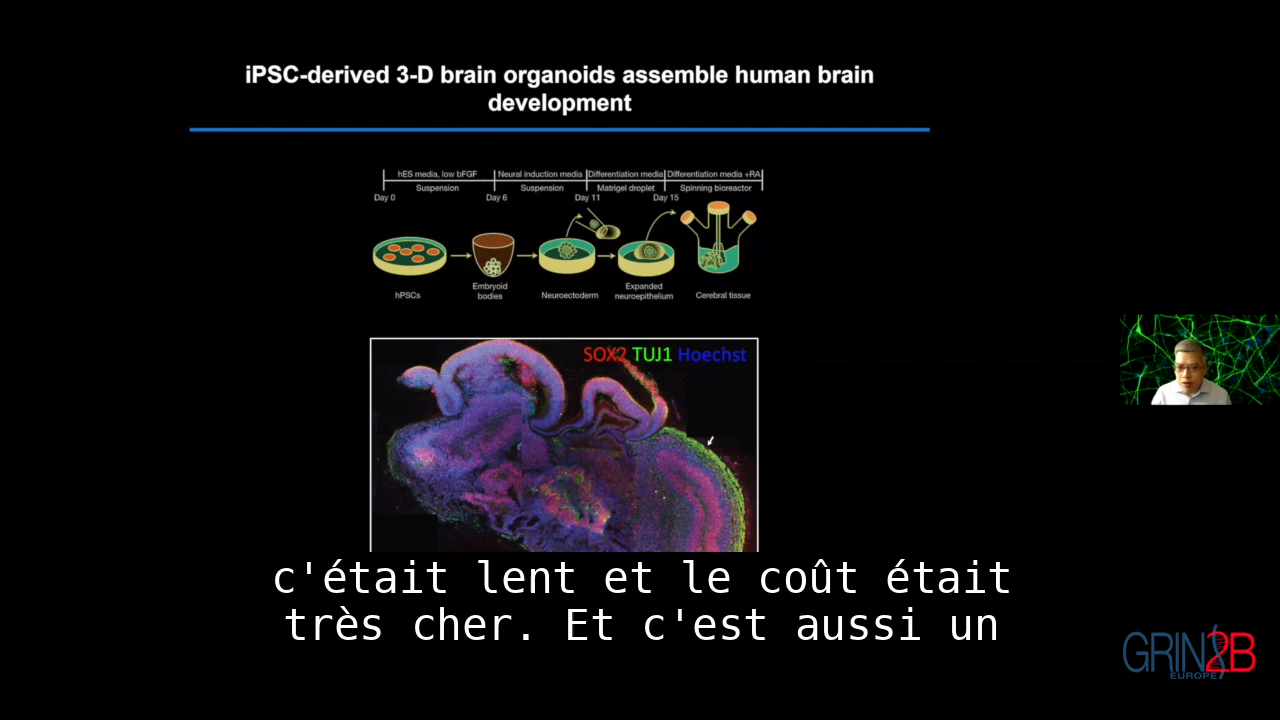 iPSC-derived 3-D brain organoids assemble human brain
development
hES media, low bFGF
Neural induction media
Differentiation media
Differentiation media +RA
Suspension
Suspension
Matrigel droplet
Spinning bioreactor
Day 0
Day 6
Day 11
Day 15
hPSCs
Embryoid
bodies
Neuroectoderm
Expanded
neuroepithelium
Cerebral tissue
SOX2 TUJ1 Hoechst
c'était lent et le coût était
très cher. Et c'est aussi un
GRIN2B
EUROPE